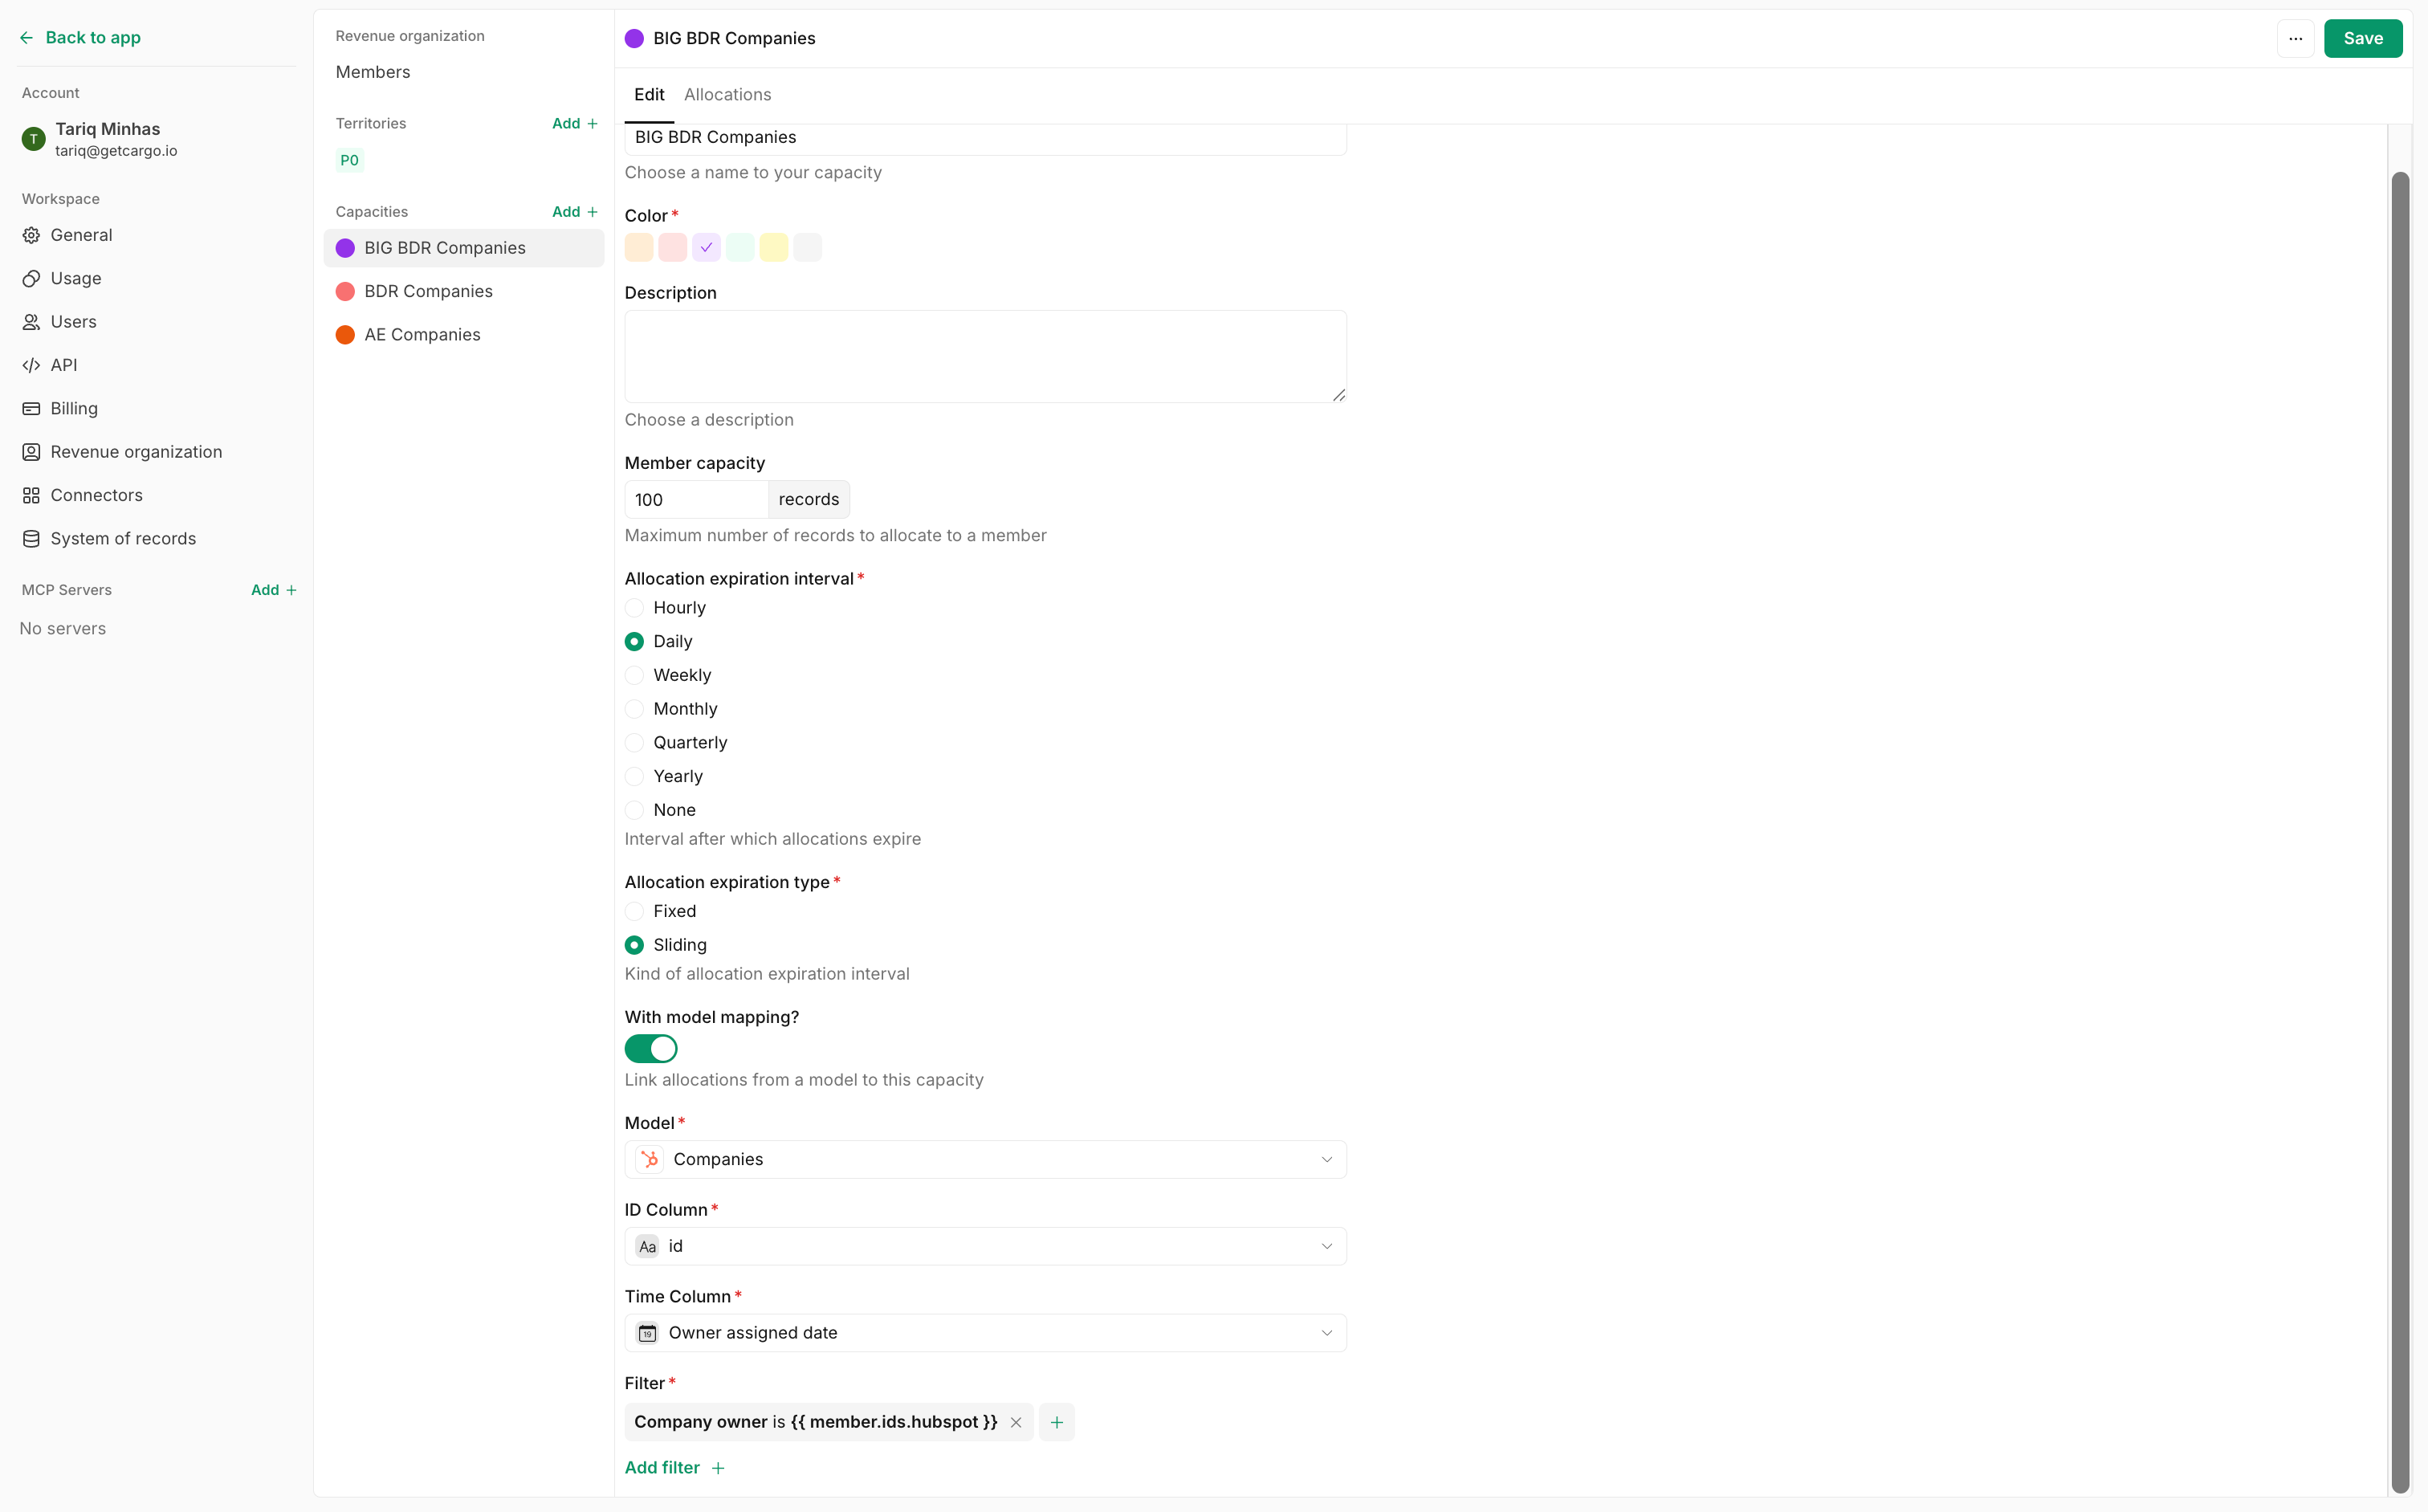 Back to app
Account
T
Tariq Minhas
tariq@getcargo.io
Workspace
General
Usage
Users
API
Billing
Revenue organization
Connectors
System of records
MCP Servers
Add +
No servers
Revenue organization
Members
Territories
Add +
P0
Capacities
Add +
BIG BDR Companies
BDR Companies
AE Companies
BIG BDR Companies
...
Save
Edit
Allocations
BIG BDR Companies
Choose a name to your capacity
Color*
Description
Choose a description
Member capacity
100 records
Maximum number of records to allocate to a member
Allocation expiration interval*
Hourly
Daily
Weekly
Monthly
Quarterly
Yearly
None
Interval after which allocations expire
Allocation expiration type*
Fixed
Sliding
Kind of allocation expiration interval
With model mapping?
Link allocations from a model to this capacity
Model*
Companies
ID Column*
Aa id
Time Column*
19 Owner assigned date
Filter*
Company owner is {{ member.ids.hubspot }}
Add filter +